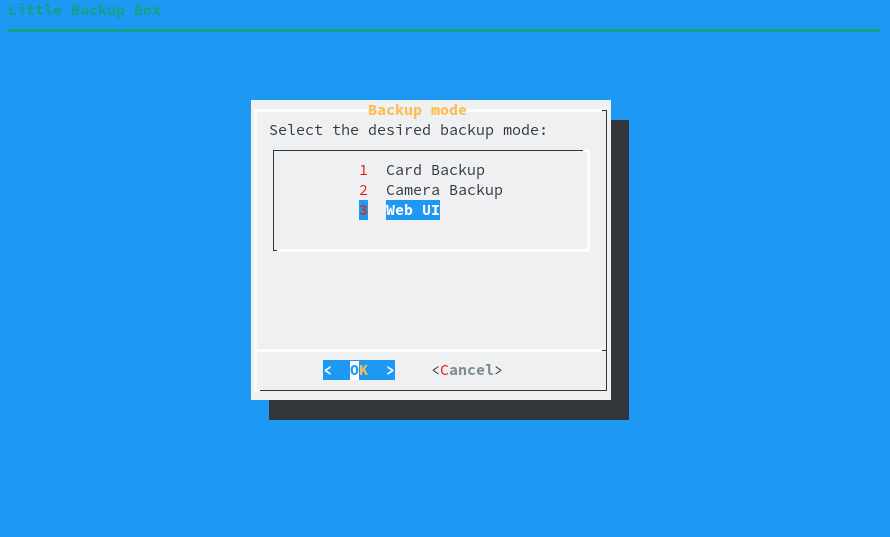 Little Backup Box
Backup mode
Select the desired backup mode:
1 Card Backup
2 Camera Backup
3 Web UI
< OK > <Cancel>